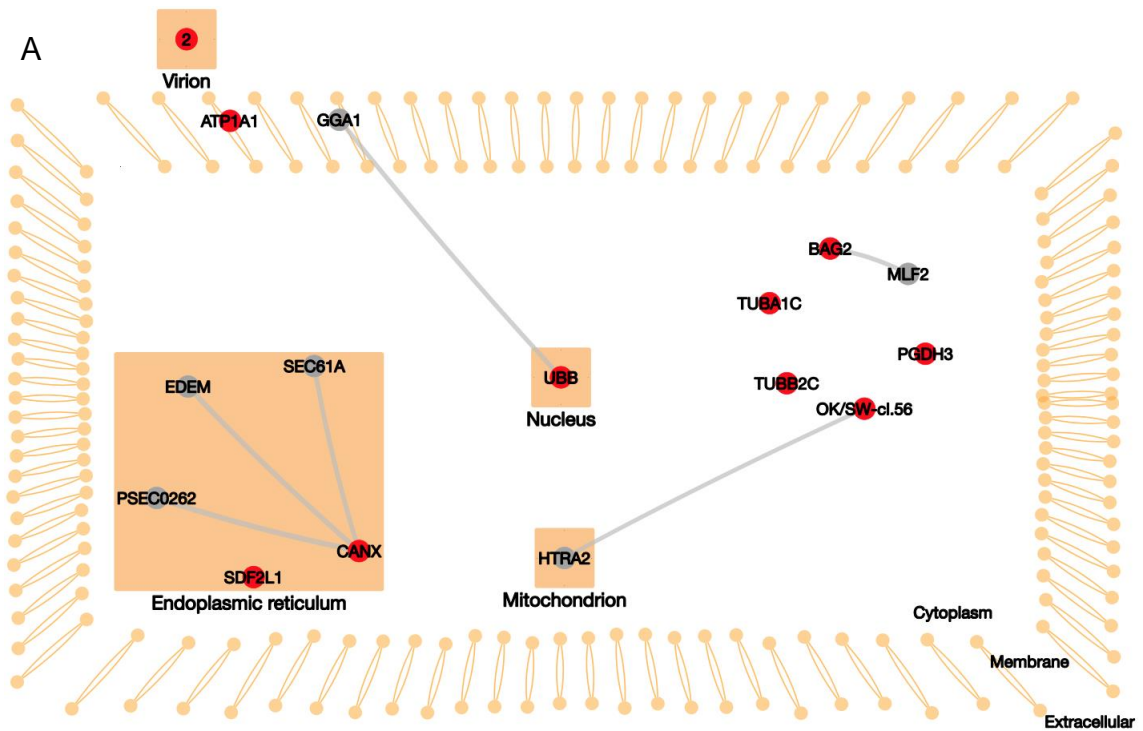 A
2
Virion
ATP1A1
GGA1
BAG2
MLF2
TUBA1C
PGDH3
SEC61A
EDEM
UBB
TUBB2C
OK/SW-cl.56
Nucleus
PSEC0262
CANX
HTRA2
SDF2L1
Endoplasmic reticulum
Mitochondrion
Cytoplasm
Membrane
Extracellular